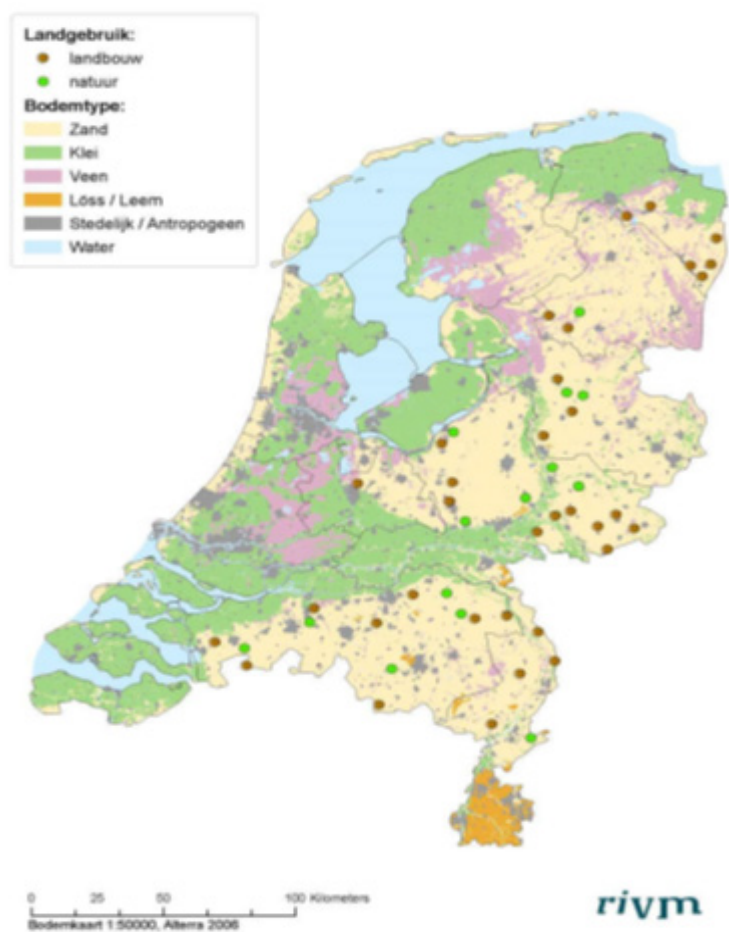 Landgebruik:
landbouw
natuur
Bodemtype:
Zand
Klei
Veen
Löss / Leem
Stedelijk / Antropogeen
Water
0 25 50 100 Kilometers
Bodemkaart 1:50000, Alterra 2006
rivm